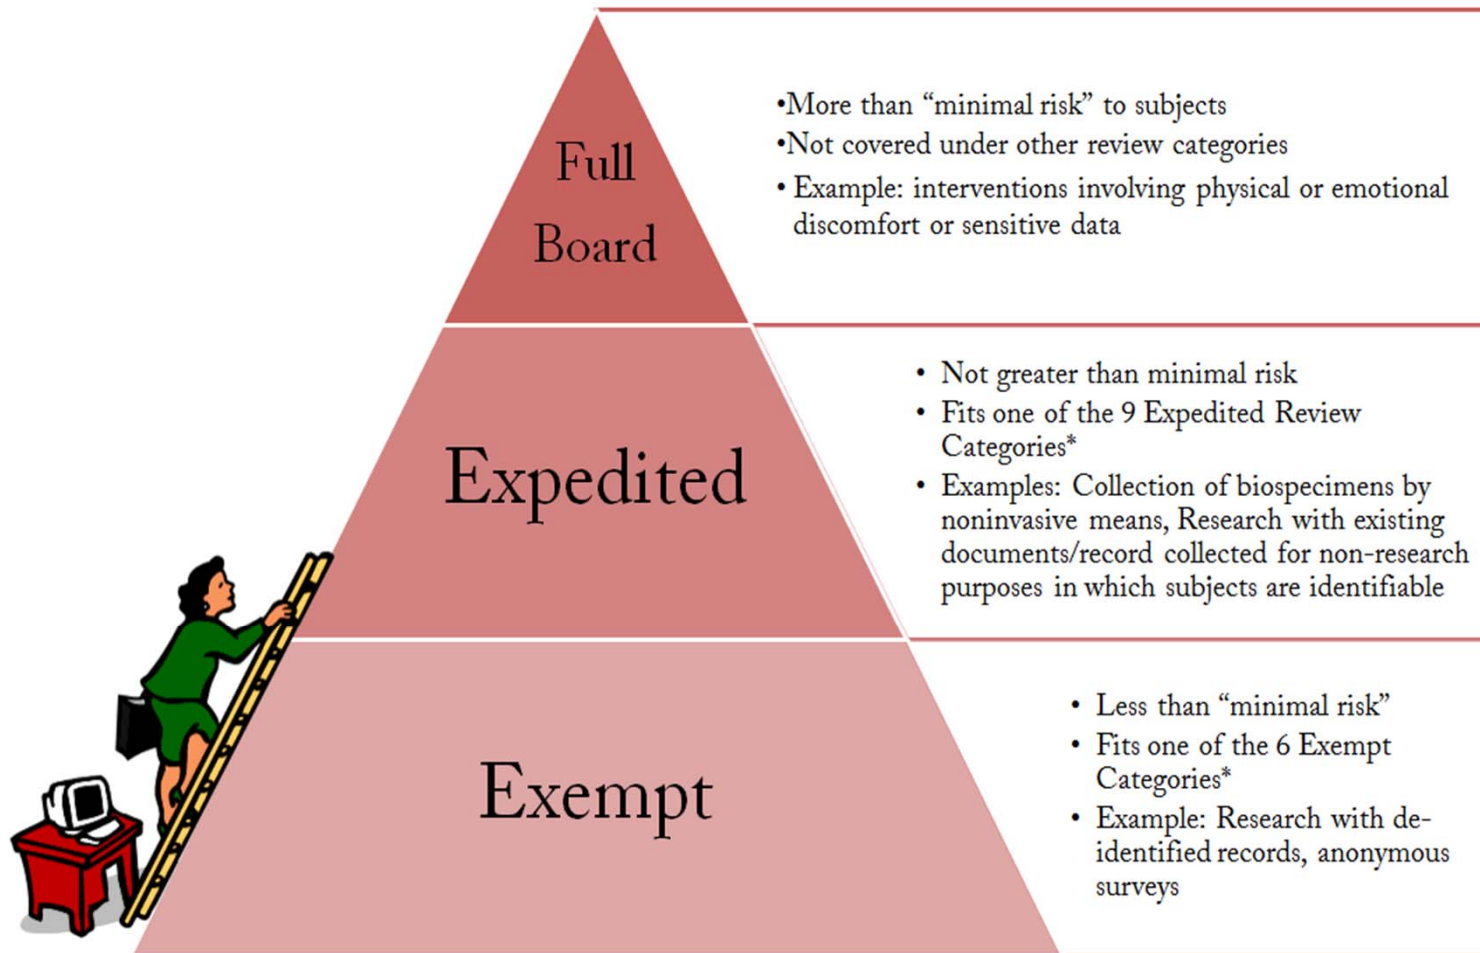 Full
Board
•More than “minimal risk” to subjects
•Not covered under other review categories
• Example: interventions involving physical or emotional
discomfort or sensitive data
Expedited
• Not greater than minimal risk
• Fits one of the 9 Expedited Review
Categories*
• Examples: Collection of biospecimens by
noninvasive means, Research with existing
documents/record collected for non-research
purposes in which subjects are identifiable
Exempt
• Less than “minimal risk”
• Fits one of the 6 Exempt
Categories*
• Example: Research with de-
identified records, anonymous
surveys